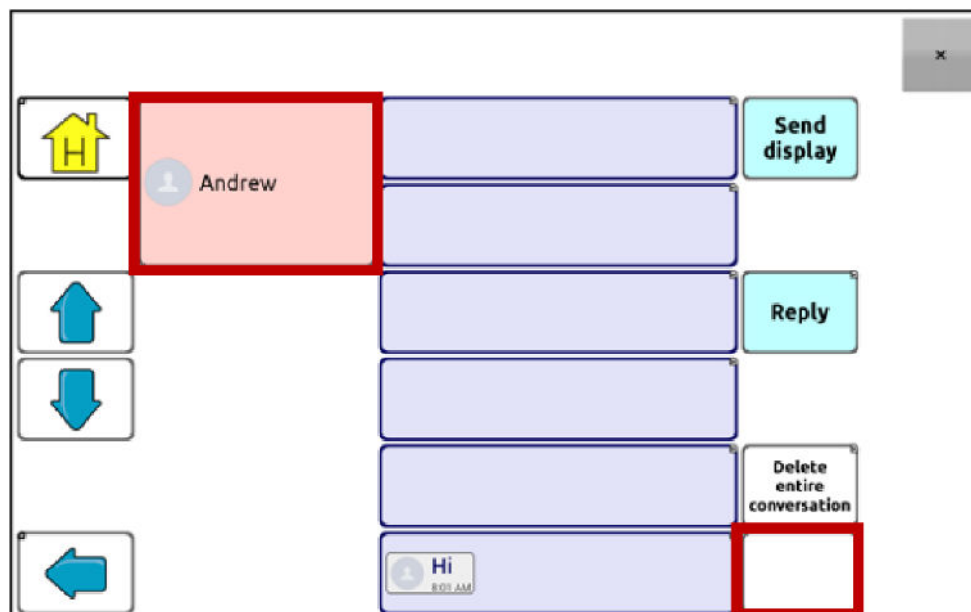 ×
H
Andrew
Send
display
Reply
Delete
entire
conversation
Hi
8:01 AM